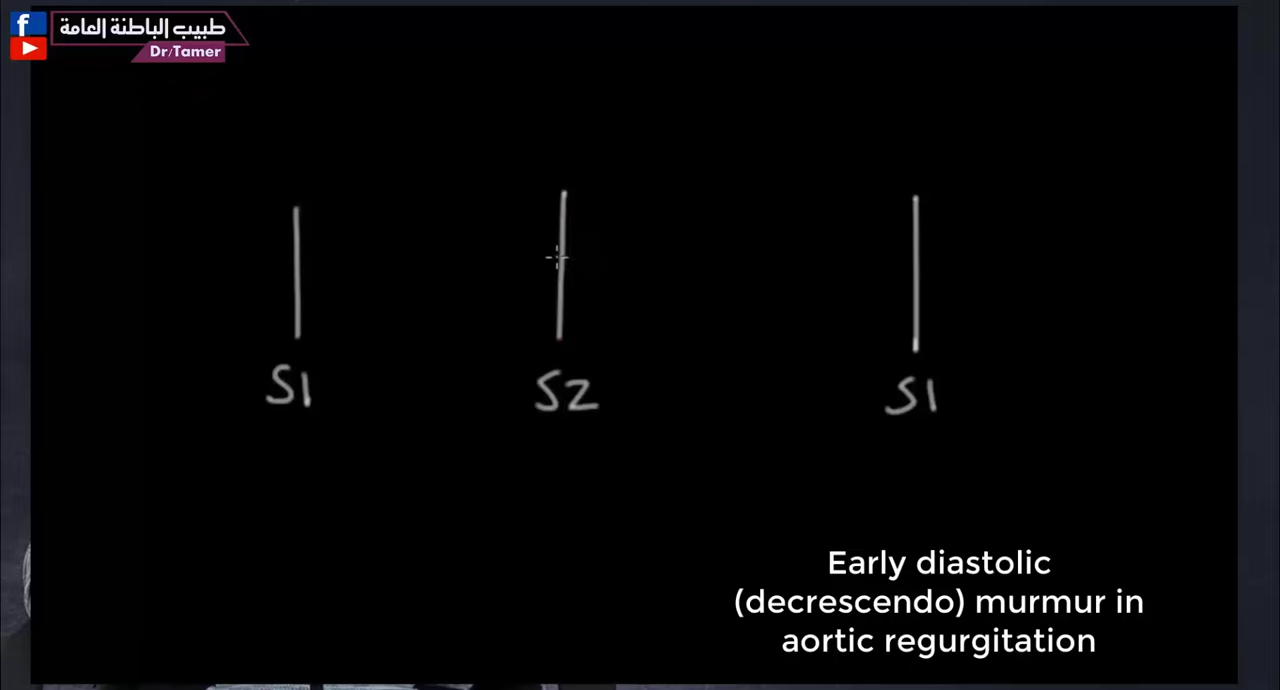 طبيب الباطنة العامة
Dr/Tamer
S1 S2 S1
Early diastolic
(decrescendo) murmur in
aortic regurgitation